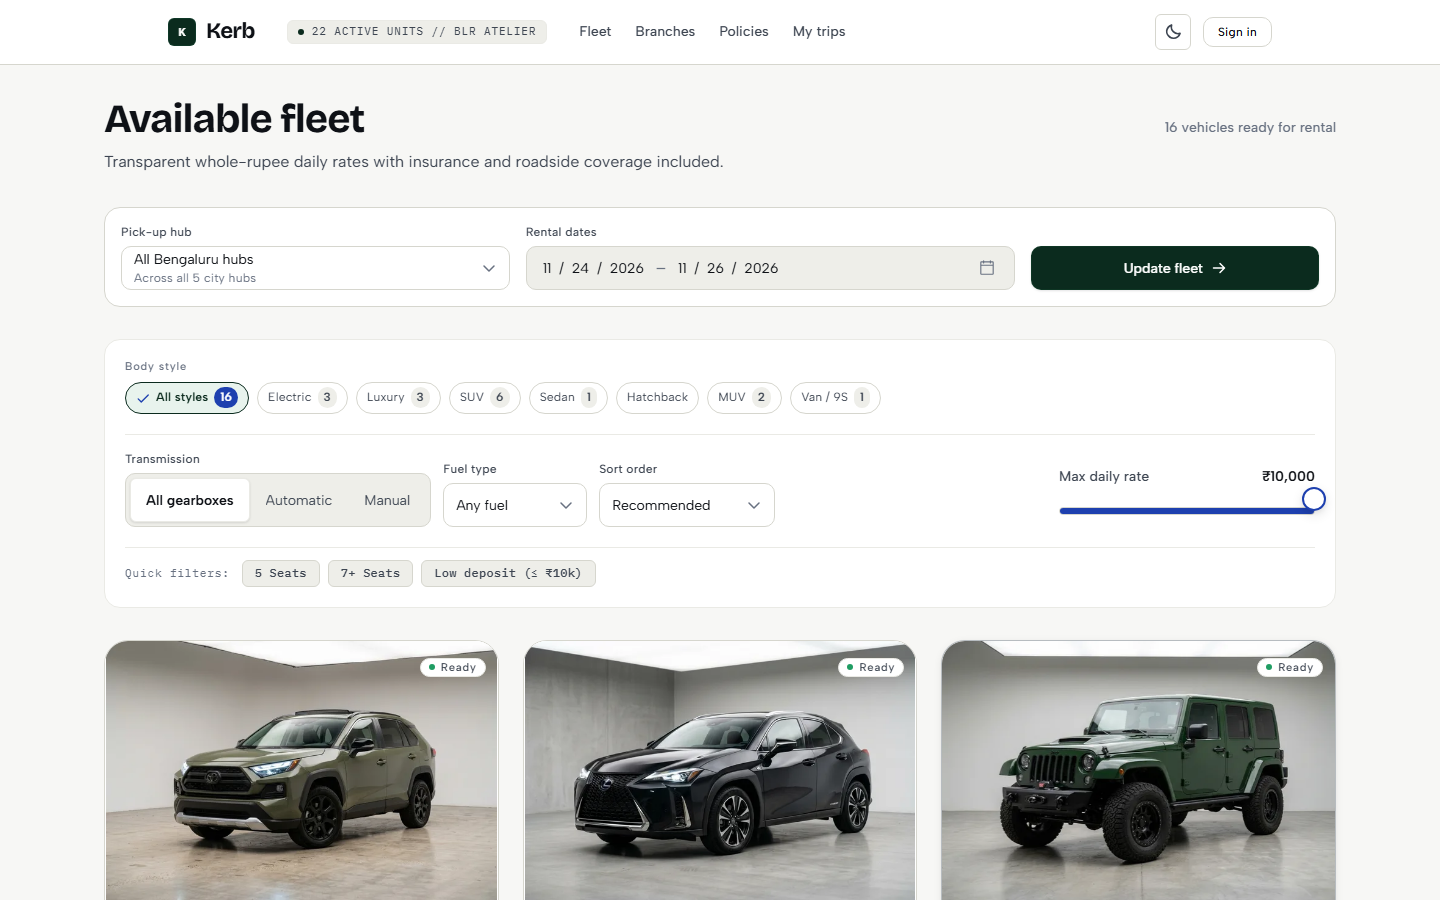 K Kerb
22 ACTIVE UNITS // BLR ATELIER
Fleet Branches Policies My trips
Sign in
Available fleet
16 vehicles ready for rental
Transparent whole-rupee daily rates with insurance and roadside coverage included.
Pick-up hub
All Bengaluru hubs
Across all 5 city hubs
Rental dates
11 / 24 / 2026 – 11 / 26 / 2026
Update fleet →
Body style
All styles 16
Electric 3
Luxury 3
SUV 6
Sedan 1
Hatchback
MUV 2
Van / 9S 1
Transmission
All gearboxes Automatic Manual
Fuel type
Any fuel
Sort order
Recommended
Max daily rate ₹10,000
Quick filters: 5 Seats 7+ Seats Low deposit (≤ ₹10k)
Ready
Ready
Ready